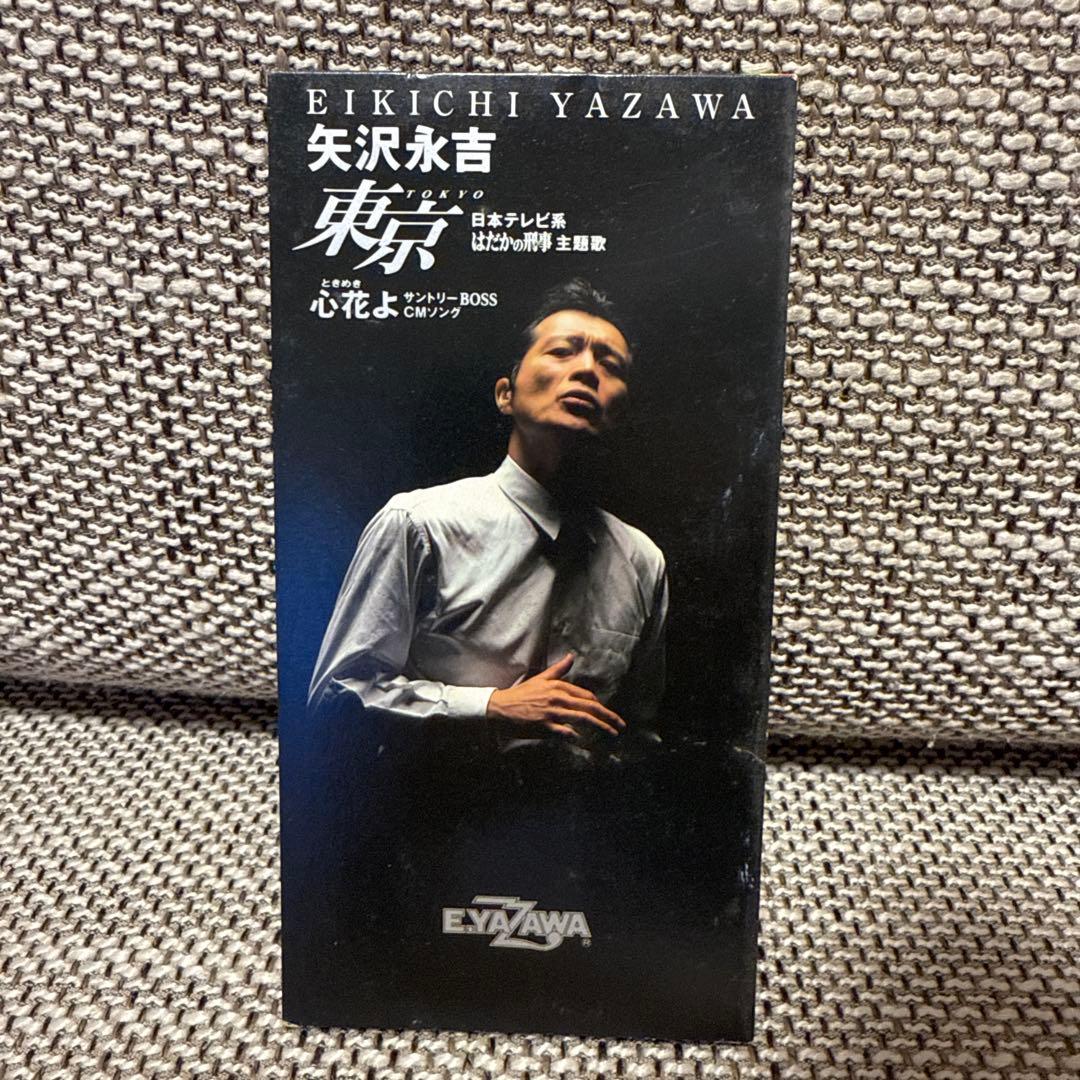 EIKICHI YAZAWA
矢沢永吉
TOKYO
東京
日本テレビ系
はだかの刑事 主題歌
ときめき
心花よ
サントリーBOSS
CMソング
E.YAZAWA
®